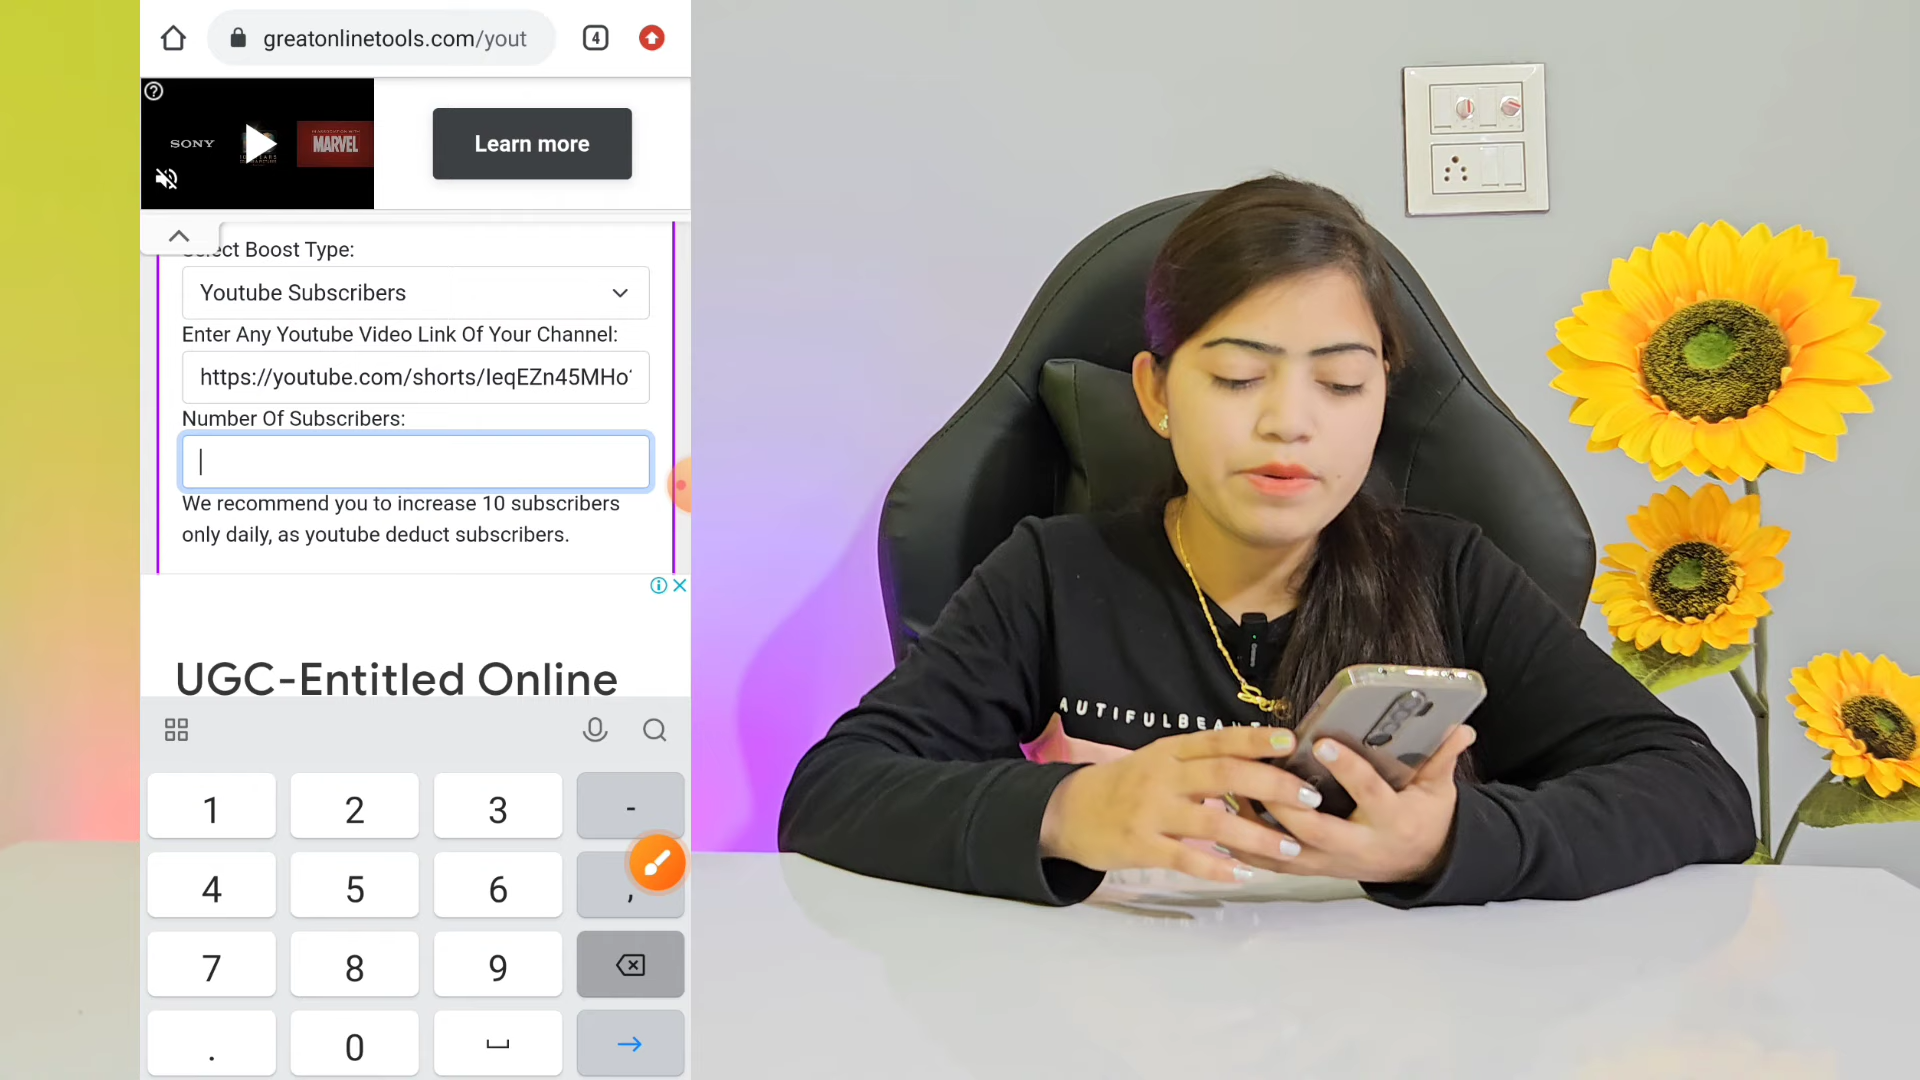 greatonlinetools.com/yout
4
SONY
MARVEL
Learn more
ect Boost Type:
Youtube Subscribers
Enter Any Youtube Video Link Of Your Channel:
https://youtube.com/shorts/IeqEZn45MHo
Number Of Subscribers:
We recommend you to increase 10 subscribers
only daily, as youtube deduct subscribers.
UGC-Entitled Online
1 2 3 -
4 5 6 ,
7 8 9
. 0
AUTIFULBEAUT